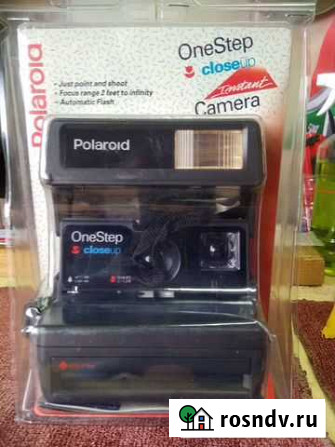 Polaroid
OneStep
closeup
Instant
Camera
- Just point and shoot
- Focus range 2 feet to infinity
- Automatic Flash
Polaroid
OneStep
closeup
rosndv.ru